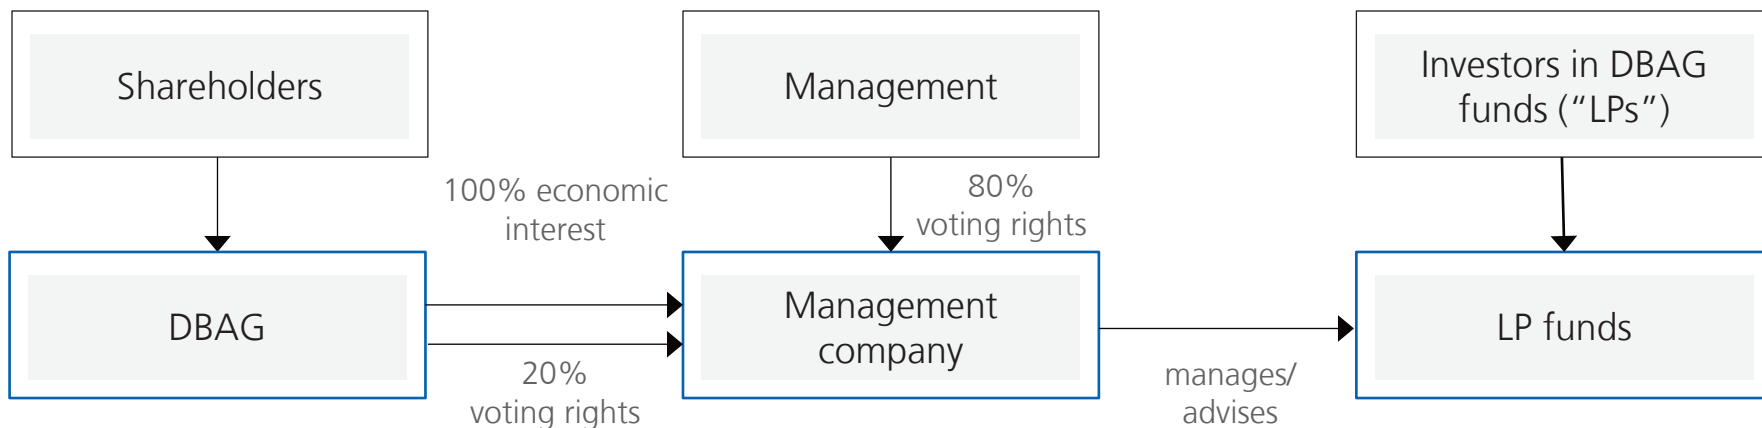 Shareholders
Management
Investors in DBAG
funds (“LPs”)
100% economic
interest
80%
voting rights
DBAG
Management
company
LP funds
20%
voting rights
manages/
advises